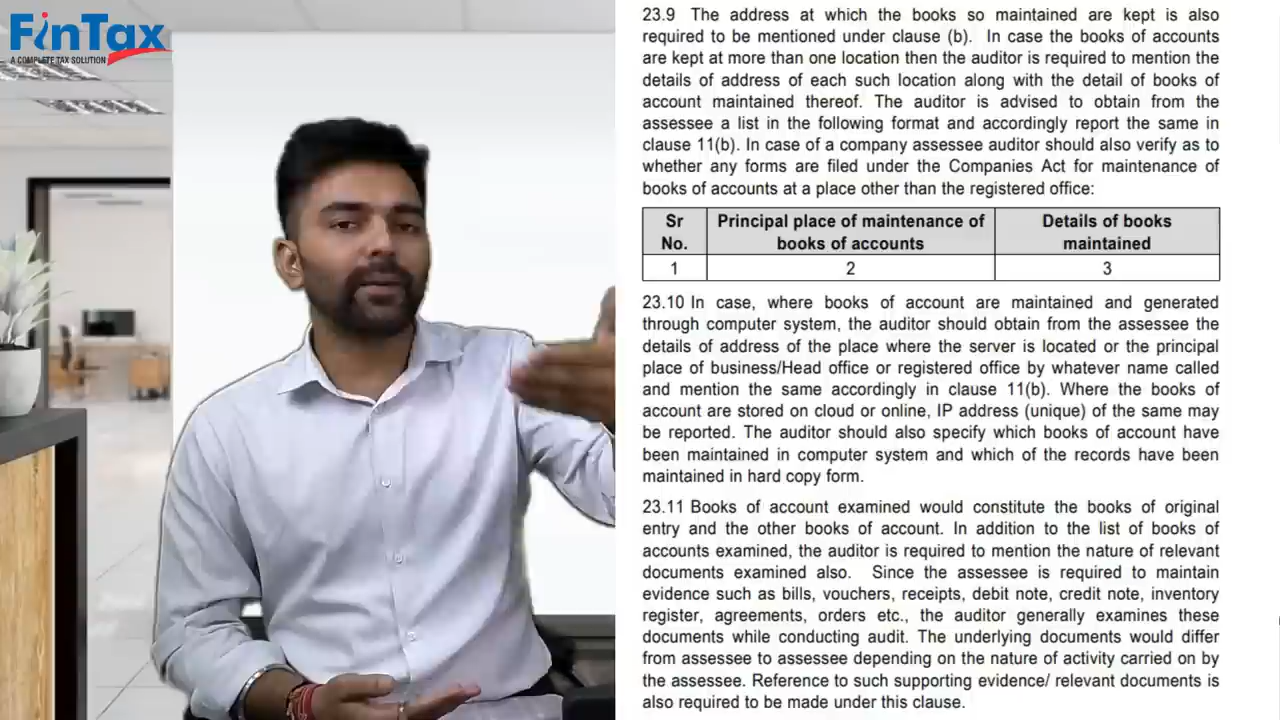 FinTax
A COMPLETE TAX SOLUTION
23.9 The address at which the books so maintained are kept is also
required to be mentioned under clause (b). In case the books of accounts
are kept at more than one location then the auditor is required to mention the
details of address of each such location along with the detail of books of
account maintained thereof. The auditor is advised to obtain from the
assessee a list in the following format and accordingly report the same in
clause 11(b). In case of a company assessee auditor should also verify as to
whether any forms are filed under the Companies Act for maintenance of
books of accounts at a place other than the registered office:
Sr No.
Principal place of maintenance of books of accounts
Details of books maintained
1
2
3
23.10 In case, where books of account are maintained and generated
through computer system, the auditor should obtain from the assessee the
details of address of the place where the server is located or the principal
place of business/Head office or registered office by whatever name called
and mention the same accordingly in clause 11(b). Where the books of
account are stored on cloud or online, IP address (unique) of the same may
be reported. The auditor should also specify which books of account have
been maintained in computer system and which of the records have been
maintained in hard copy form.
23.11 Books of account examined would constitute the books of original
entry and the other books of account. In addition to the list of books of
accounts examined, the auditor is required to mention the nature of relevant
documents examined also. Since the assessee is required to maintain
evidence such as bills, vouchers, receipts, debit note, credit note, inventory
register, agreements, orders etc., the auditor generally examines these
documents while conducting audit. The underlying documents would differ
from assessee to assessee depending on the nature of activity carried on by
the assessee. Reference to such supporting evidence/ relevant documents is
also required to be made under this clause.